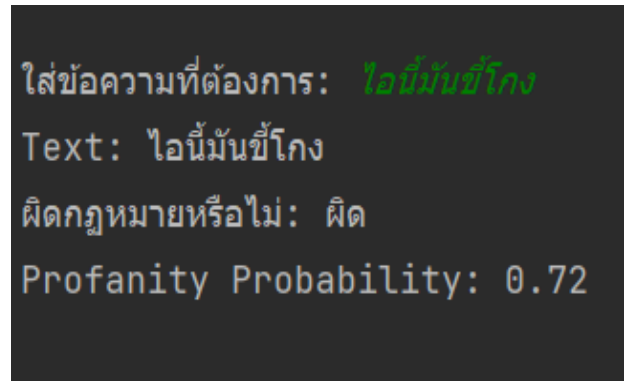 ใส่ข้อความที่ต้องการ: ไอนี้มันขี้โกง
Text: ไอนี้มันขี้โกง
ผิดกฎหมายหรือไม่: ผิด
Profanity Probability: 0.72